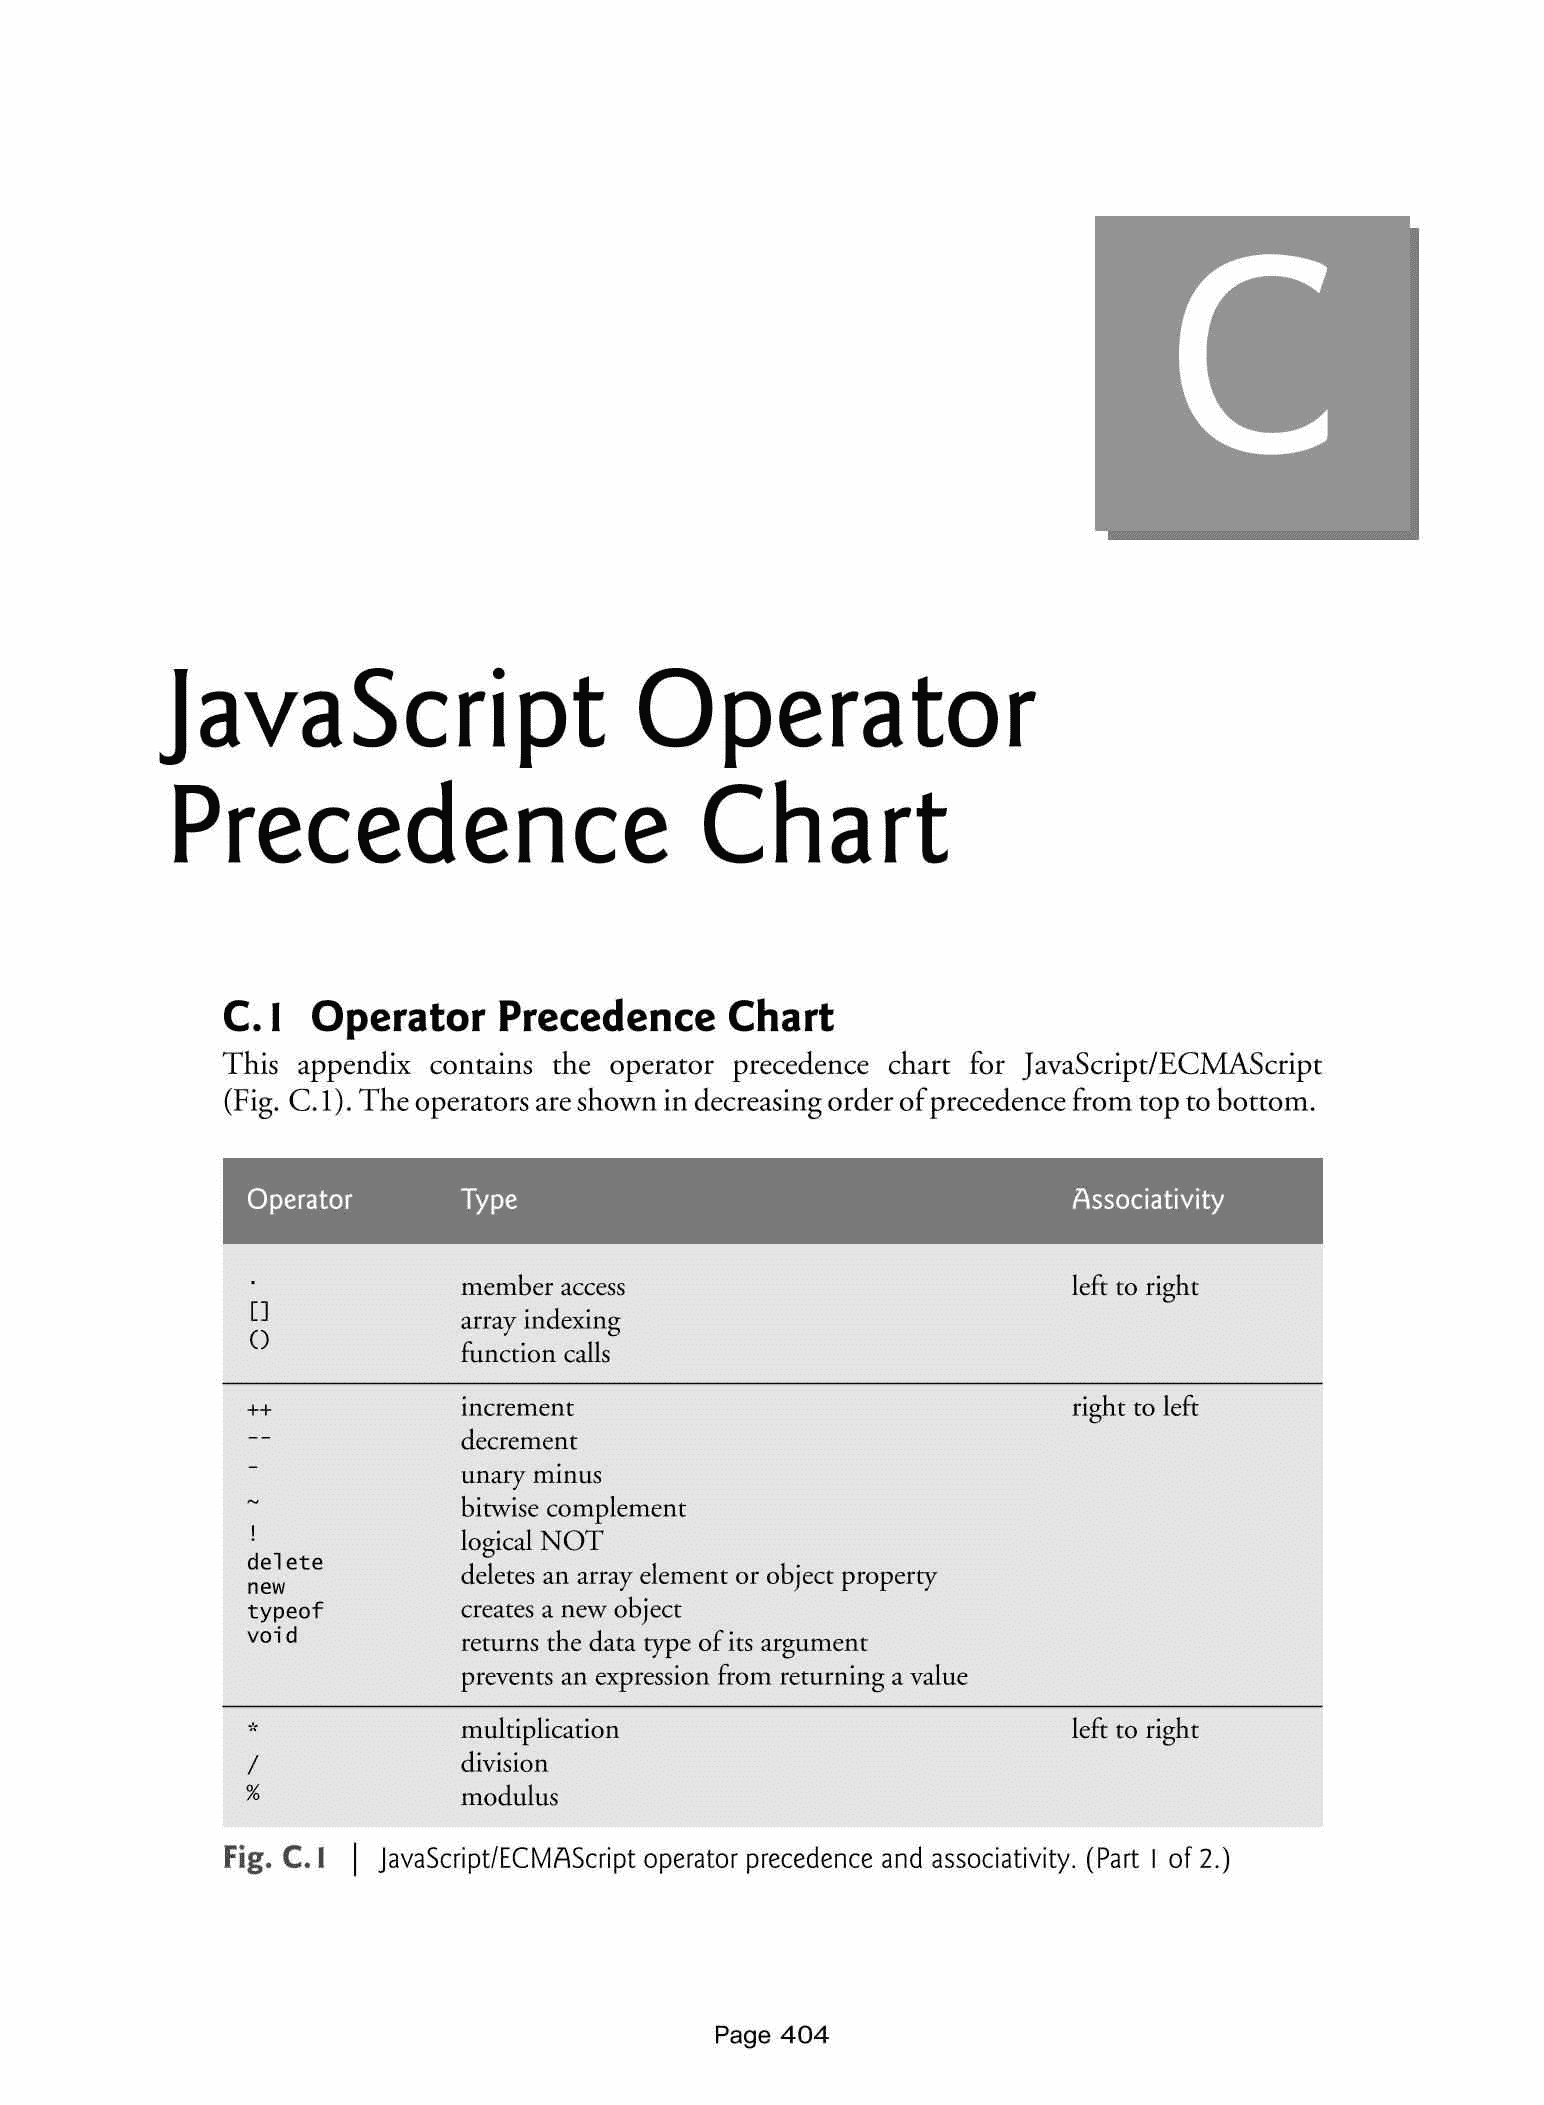 C
JavaScript Operator
Precedence Chart
C.1 Operator Precedence Chart
This appendix contains the operator precedence chart for JavaScript/ECMAScript
(Fig. C.1). The operators are shown in decreasing order of precedence from top to bottom.
Operator Type Associativity
. member access left to right
[] array indexing
() function calls
++ increment right to left
-- decrement
- unary minus
~ bitwise complement
! logical NOT
delete deletes an array element or object property
new creates a new object
typeof returns the data type of its argument
void prevents an expression from returning a value
* multiplication left to right
/ division
% modulus
Fig. C.1 | JavaScript/ECMAScript operator precedence and associativity. (Part 1 of 2.)
Page 404